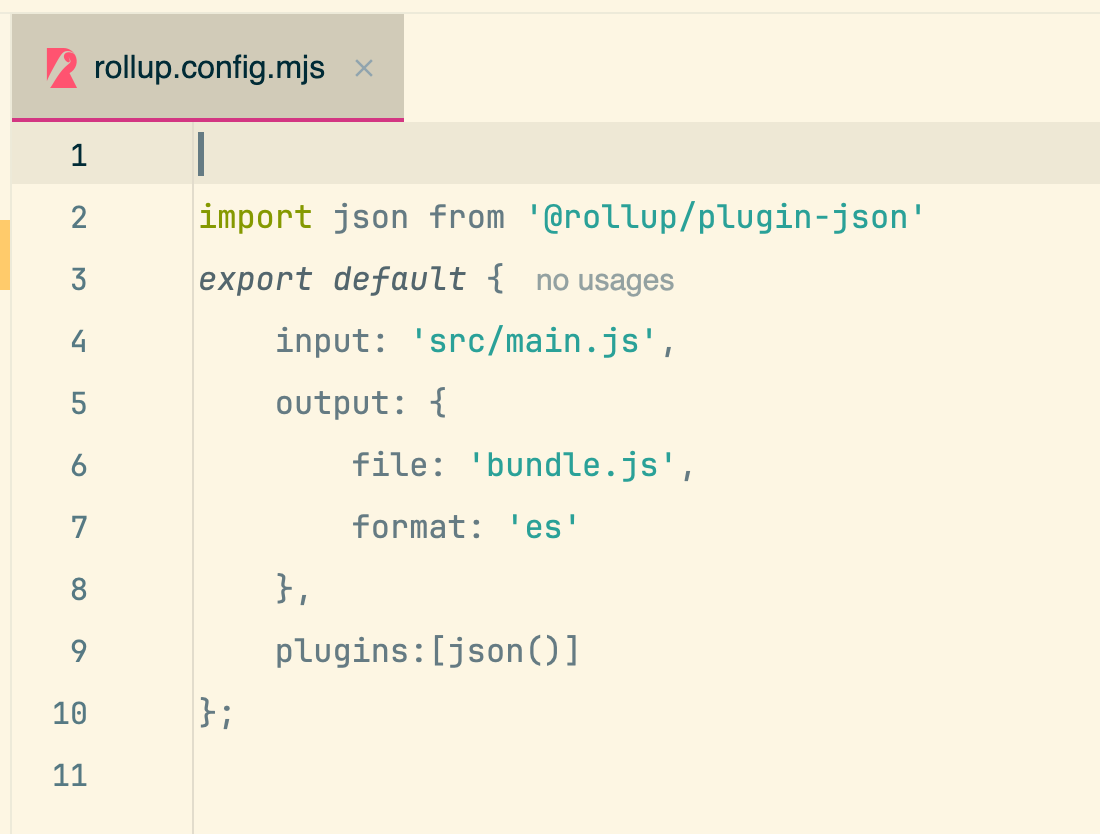 rollup.config.mjs ×
1
2 import json from '@rollup/plugin-json'
3 export default { no usages
4     input: 'src/main.js',
5     output: {
6         file: 'bundle.js',
7         format: 'es'
8     },
9     plugins:[json()]
10 };
11